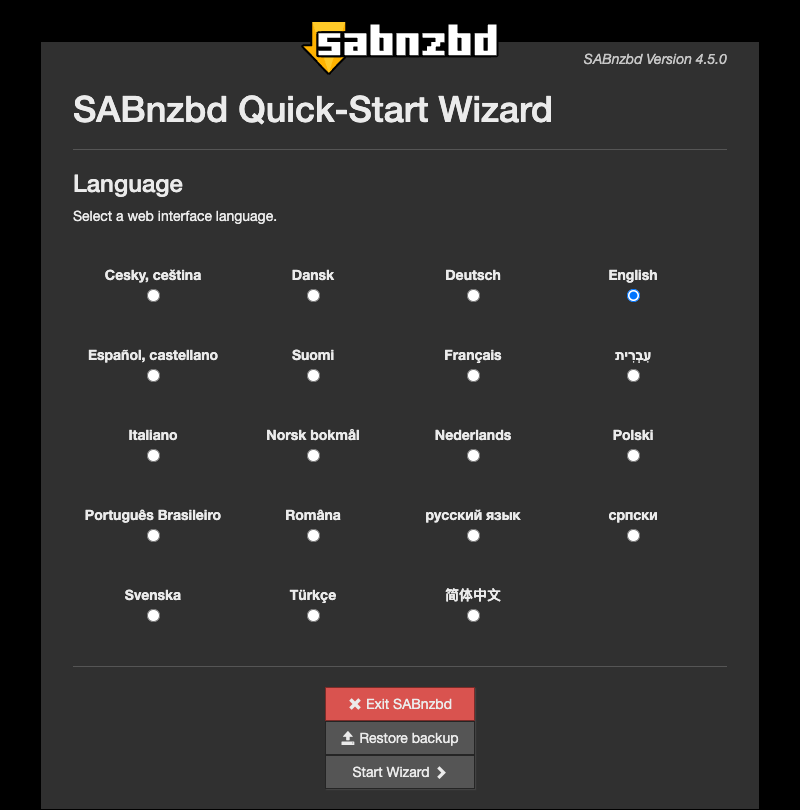 sabnzbd
SABnzbd Version 4.5.0
SABnzbd Quick-Start Wizard
Language
Select a web interface language.
Cesky, ceština Dansk Deutsch English
Español, castellano Suomi Français עִבְרִית
Italiano Norsk bokmål Nederlands Polski
Português Brasileiro Româna русский язык српски
Svenska Türkçe 简体中文
Exit SABnzbd
Restore backup
Start Wizard